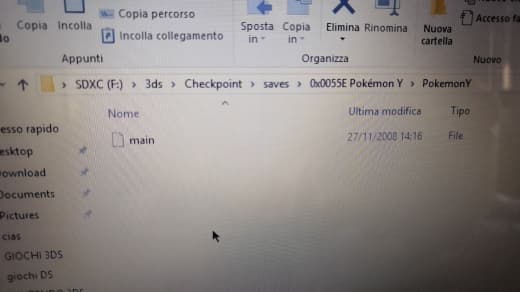 Copia
Incolla
Copia percorso
Incolla collegamento
Sposta in
Copia in
Elimina
Rinomina
Nuova cartella
Accesso fa
Appunti
Organizza
Nuovo
SDXC (F:) > 3ds > Checkpoint > saves > 0x0055E Pokémon Y > PokemonY
Nome
Ultima modifica
Tipo
main
27/11/2008 14:16
File
esso rapido
esktop
ownload
Documents
Pictures
cias
GIOCHI 3DS
giochi DS